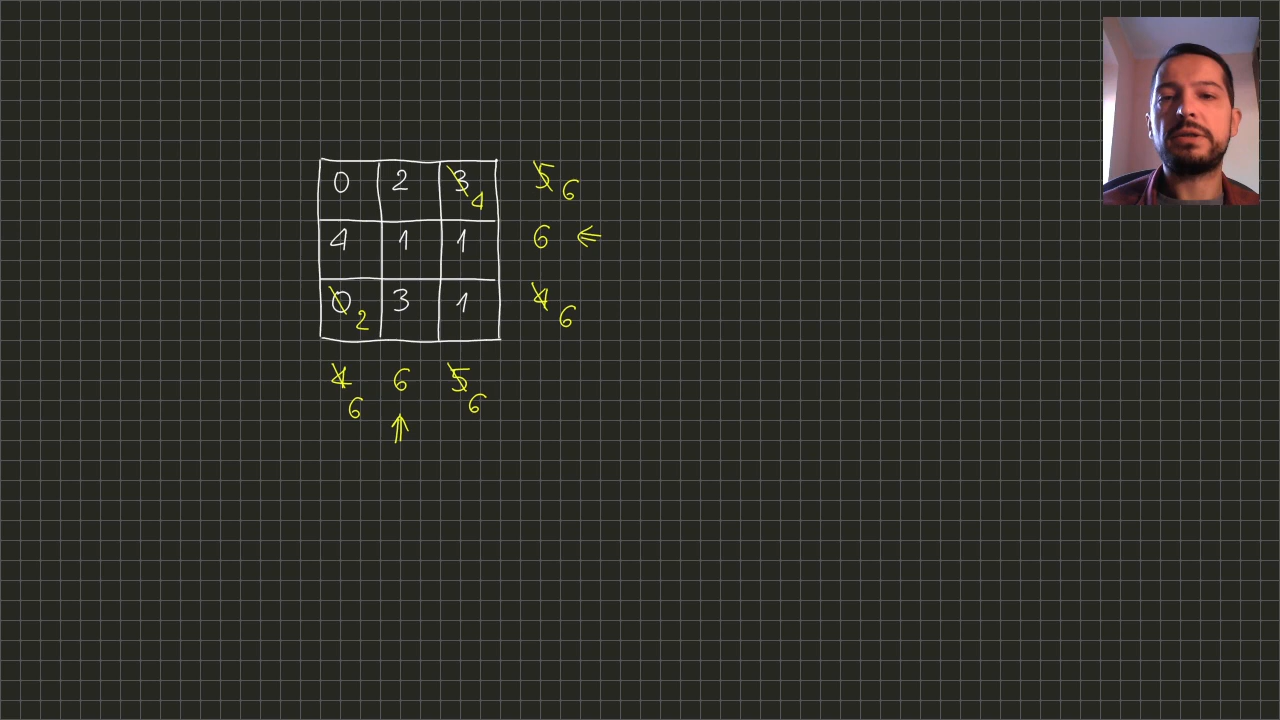 0 2 3 4 5 6
4 1 1 6 ⇐
0 2 3 1 4 6
4 6 6 5 6
⇑